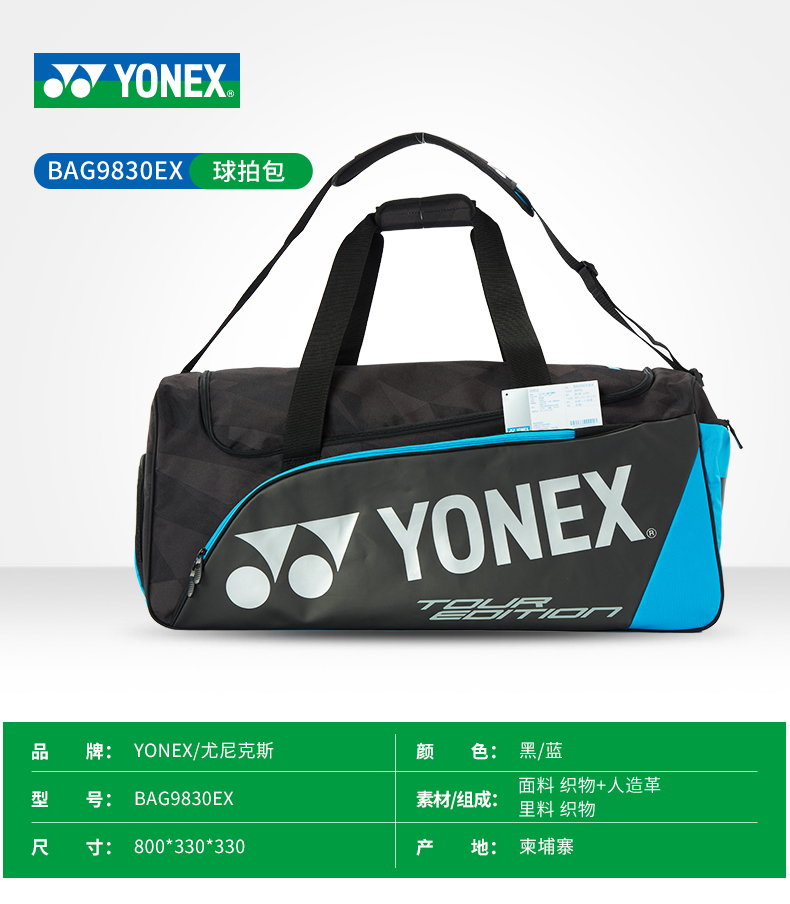 YONEX®
BAG9830EX 球拍包
YONEX
YONEX®
TOUR
EDITION
品 牌： YONEX/尤尼克斯
颜 色： 黑/蓝
型 号： BAG9830EX
素材/组成： 面料 织物+人造革
里料 织物
尺 寸： 800*330*330
产 地： 柬埔寨